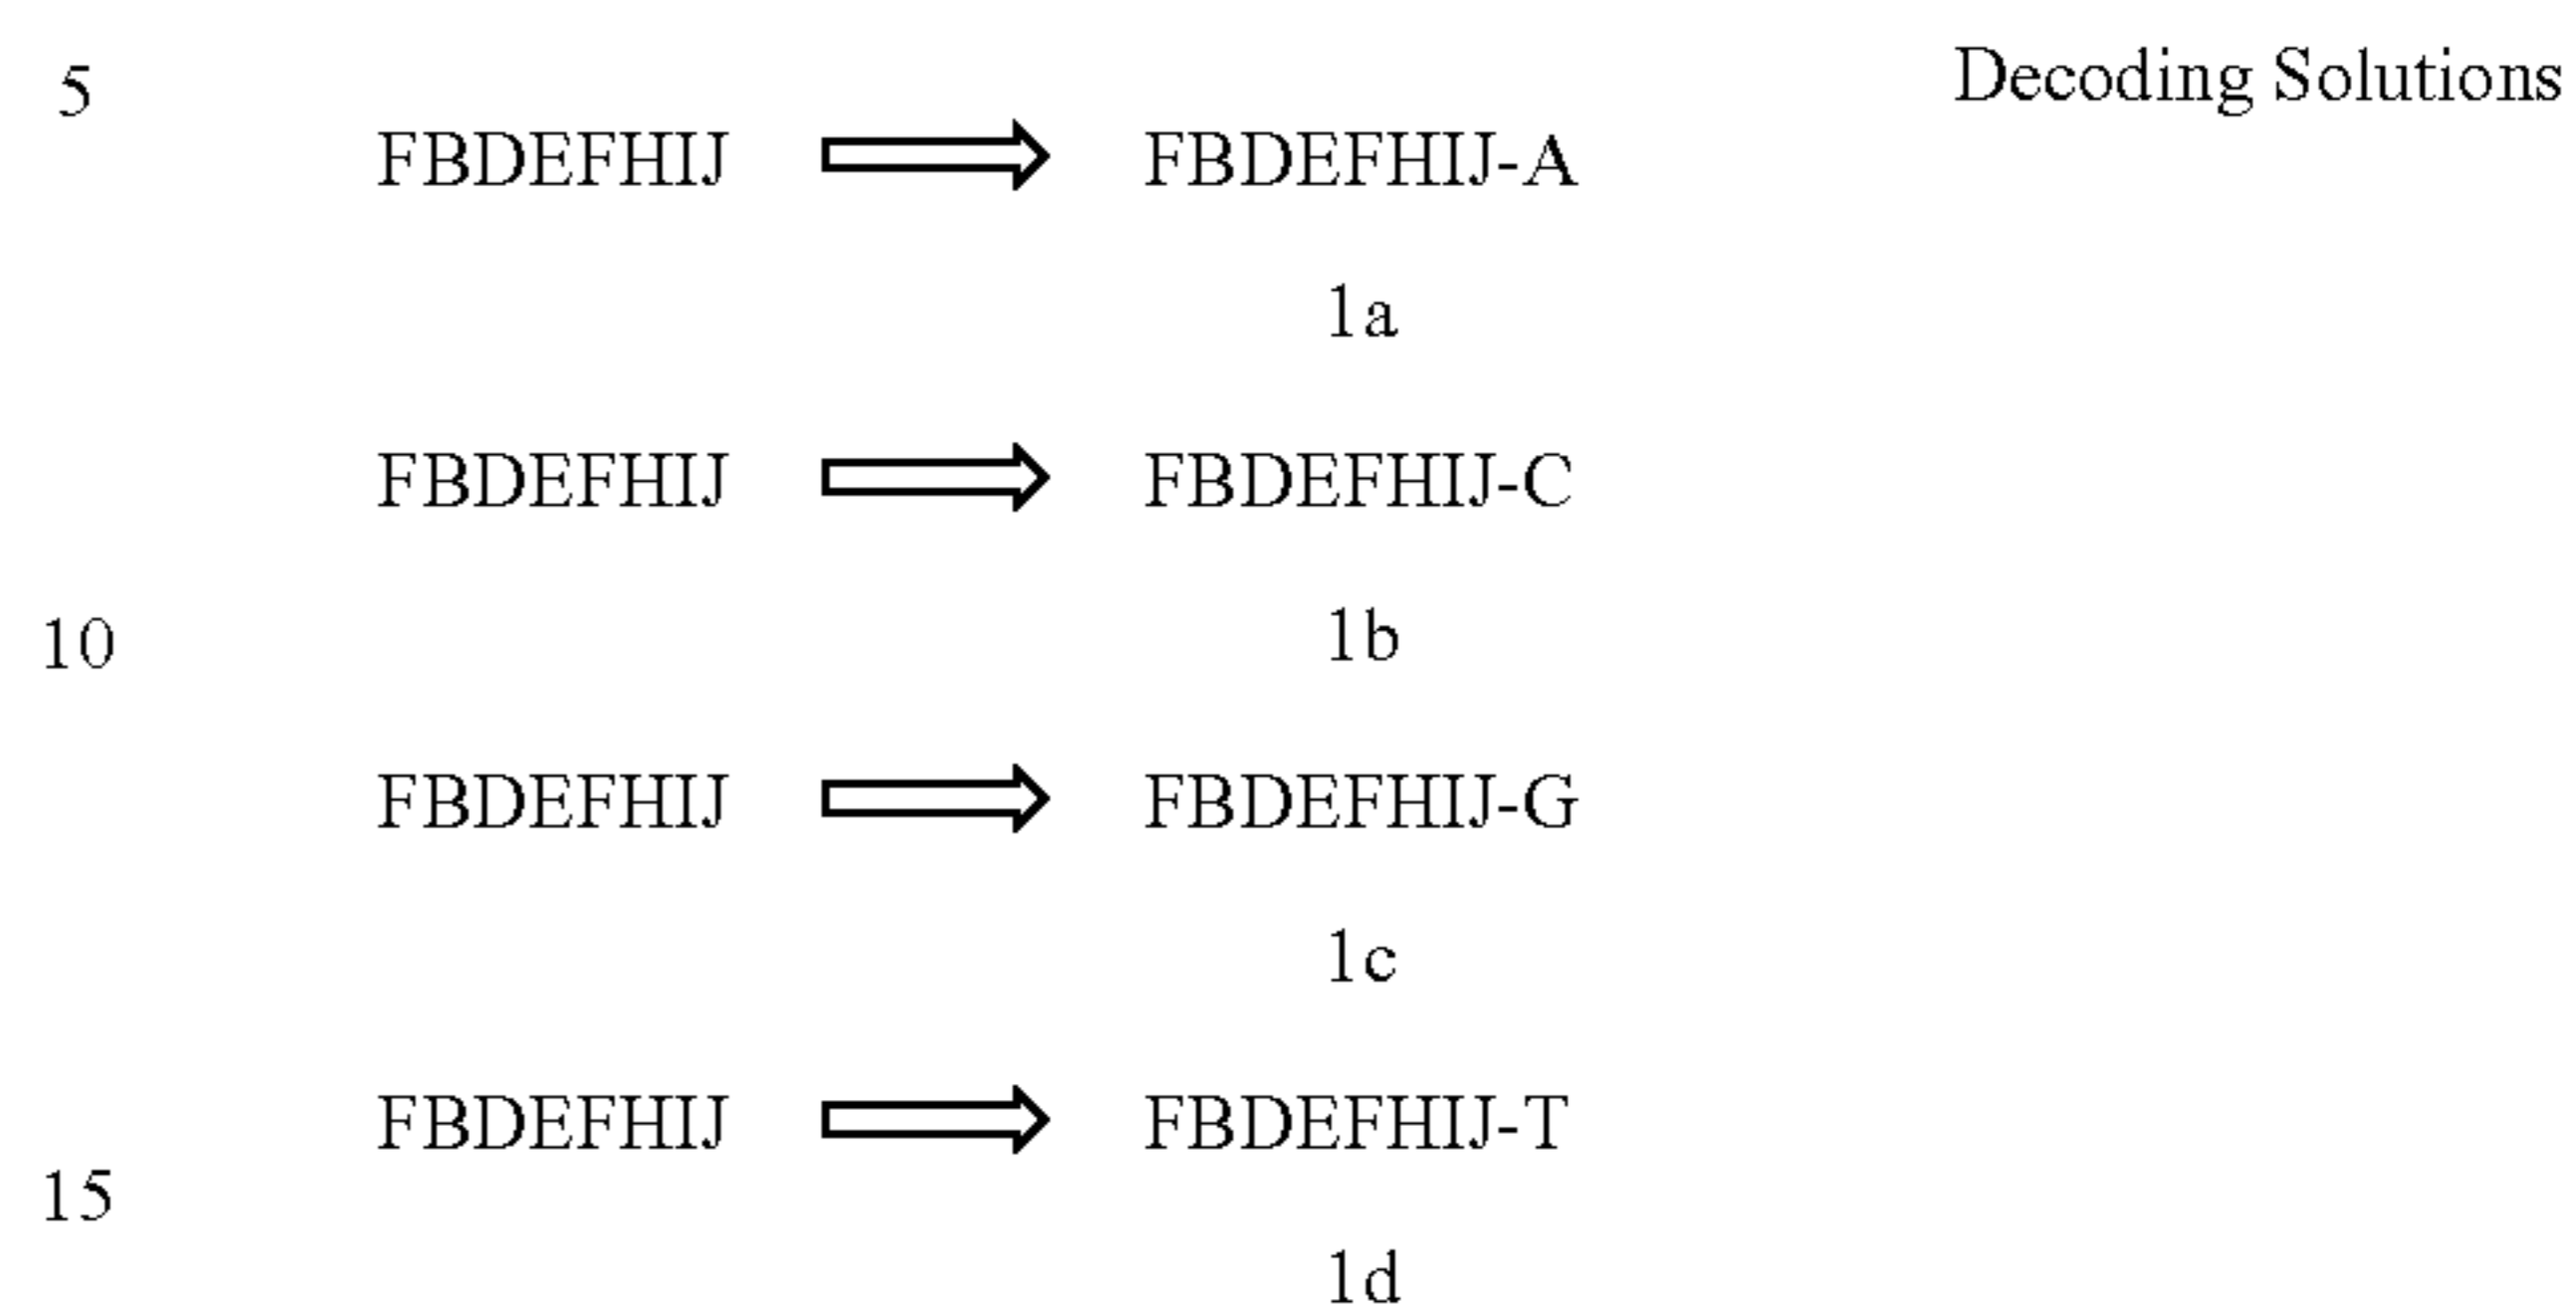 5 Decoding Solutions
FBDEFHIJ FBDEFHIJ-A
1a
FBDEFHIJ FBDEFHIJ-C
10 1b
FBDEFHIJ FBDEFHIJ-G
1c
FBDEFHIJ FBDEFHIJ-T
15
1d